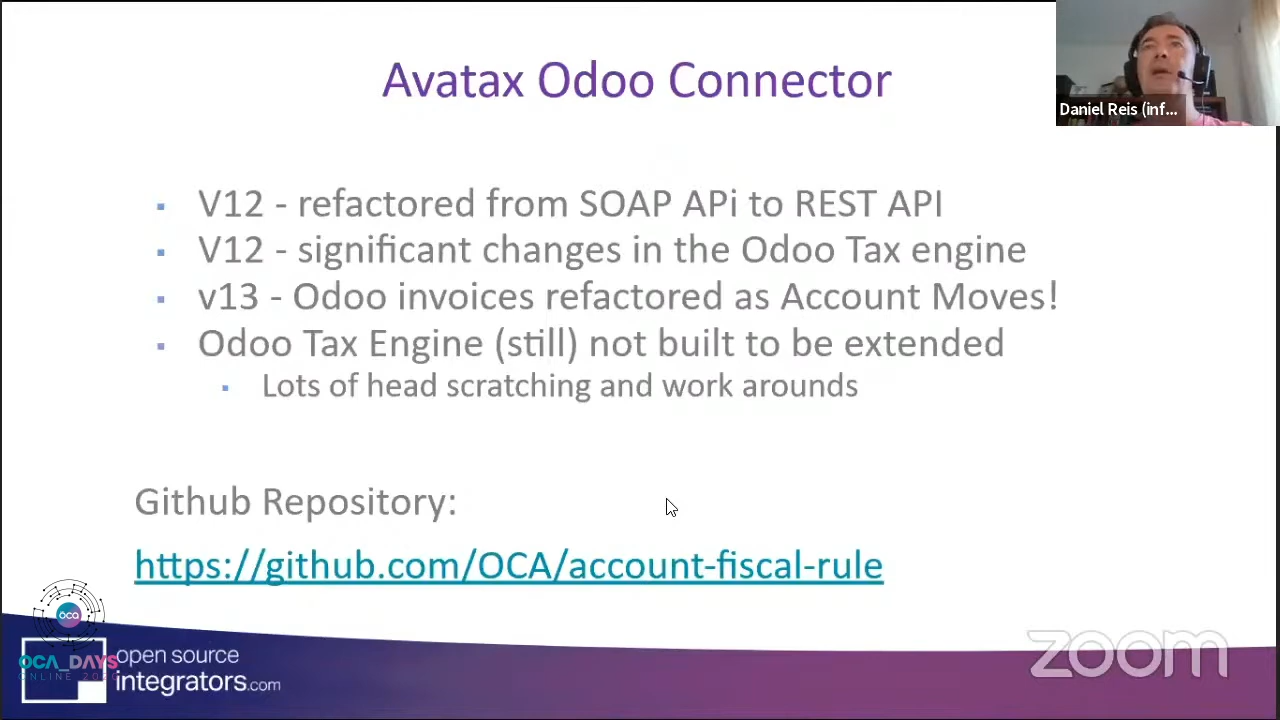 Avatax Odoo Connector
Daniel Reis (inf...
V12 - refactored from SOAP APi to REST API
V12 - significant changes in the Odoo Tax engine
v13 - Odoo invoices refactored as Account Moves!
Odoo Tax Engine (still) not built to be extended
Lots of head scratching and work arounds
Github Repository:
https://github.com/OCA/account-fiscal-rule
oca
OCA_DAYS
ONLINE
open source
integrators.com
zoom